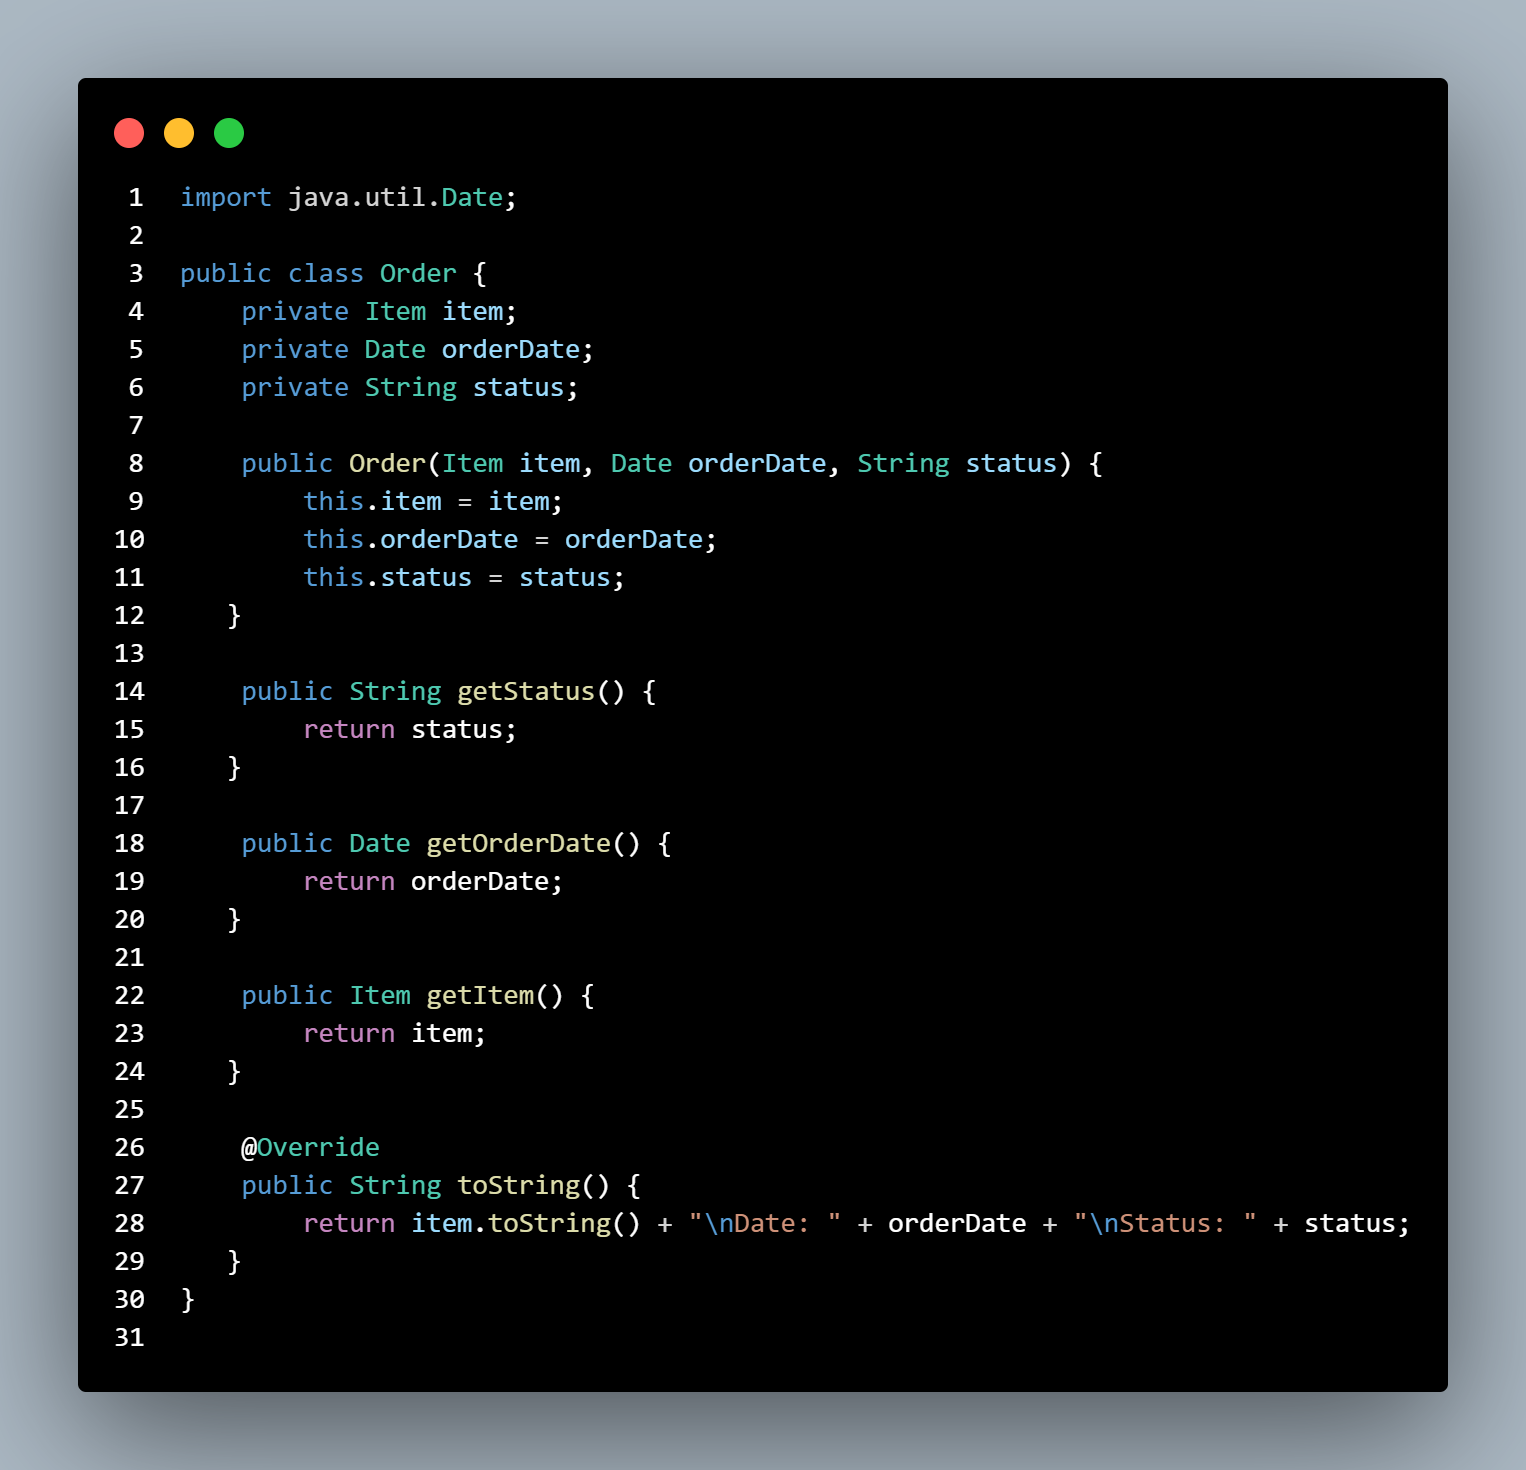 1 import java.util.Date;
2
3 public class Order {
4     private Item item;
5     private Date orderDate;
6     private String status;
7
8     public Order(Item item, Date orderDate, String status) {
9         this.item = item;
10         this.orderDate = orderDate;
11         this.status = status;
12    }
13
14     public String getStatus() {
15         return status;
16    }
17
18     public Date getOrderDate() {
19         return orderDate;
20    }
21
22     public Item getItem() {
23         return item;
24    }
25
26     @Override
27     public String toString() {
28         return item.toString() + "\nDate: " + orderDate + "\nStatus: " + status;
29    }
30 }
31